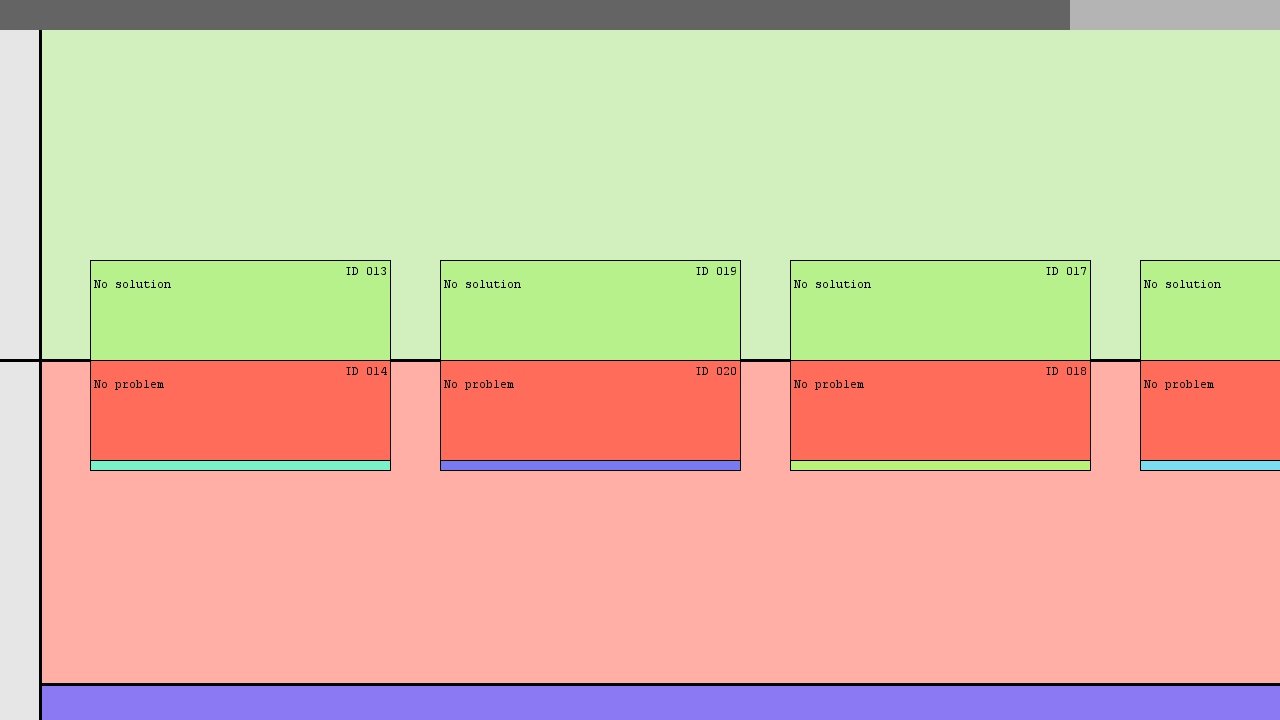 ID 013
No solution
ID 019
No solution
ID 017
No solution
No solution
ID 014
No problem
ID 020
No problem
ID 018
No problem
No problem